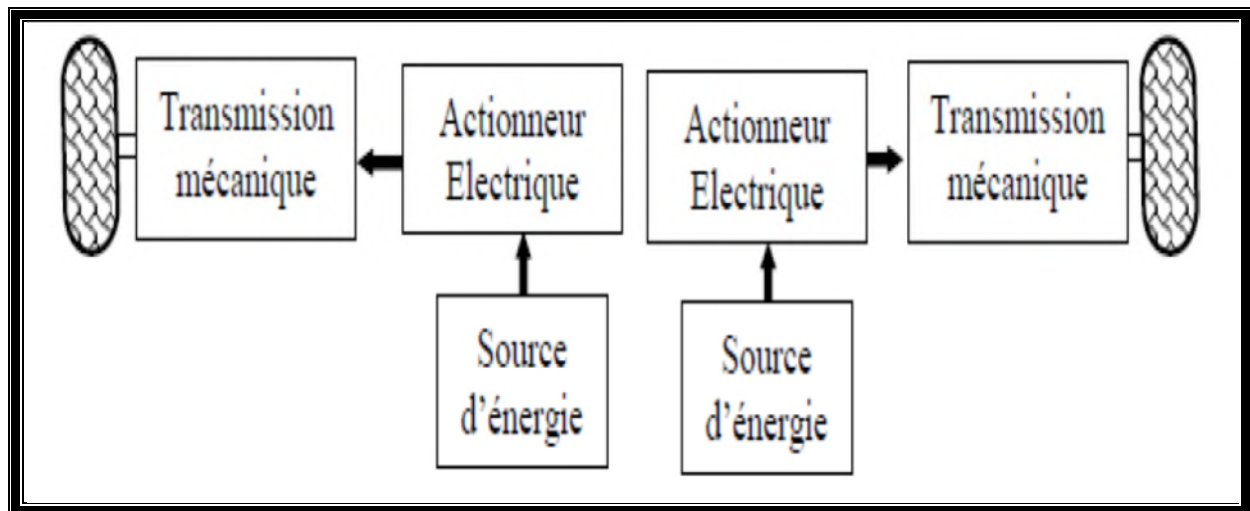 Transmission
mécanique
Actionneur
Electrique
Actionneur
Electrique
Transmission
mécanique
Source
d'énergie
Source
d'énergie